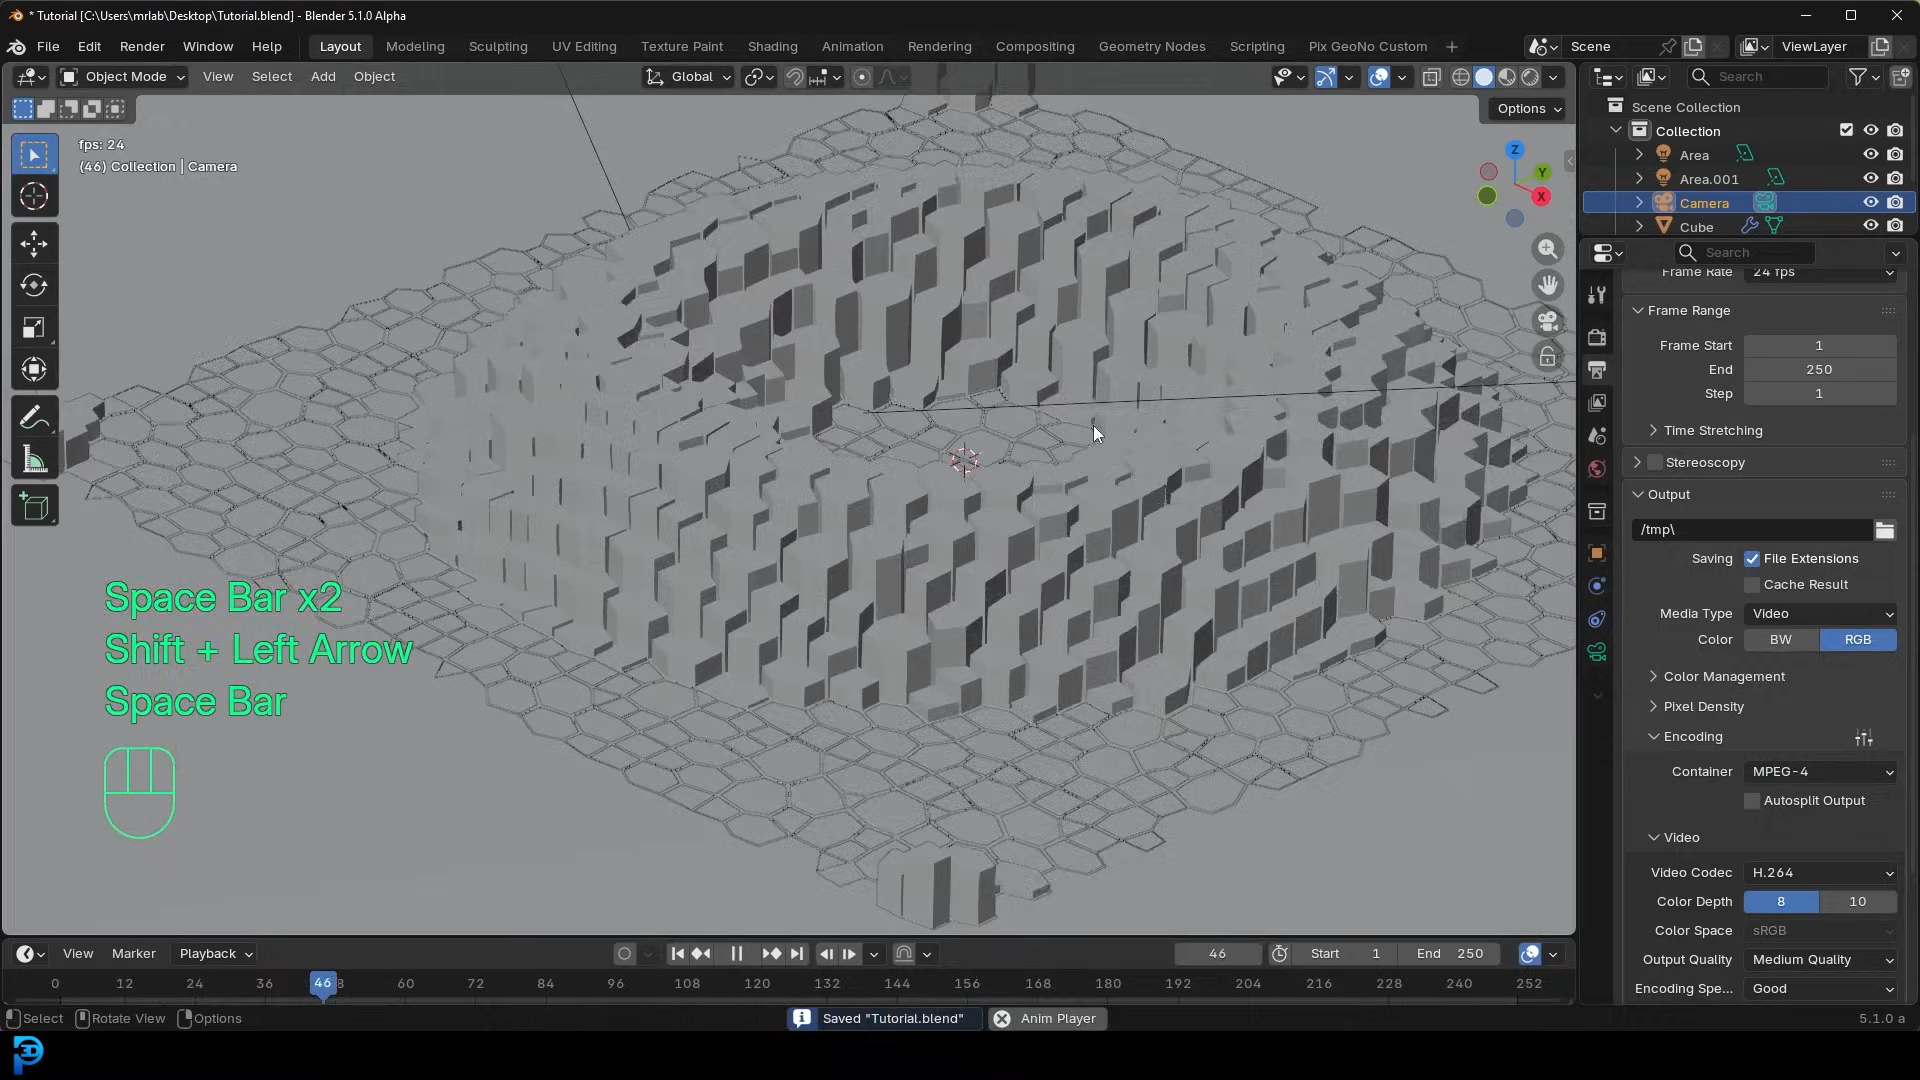 * Tutorial [C:\Users\mrlab\Desktop\Tutorial.blend] - Blender 5.1.0 Alpha
File Edit Render Window Help Layout Modeling Sculpting UV Editing Texture Paint Shading Animation Rendering Compositing Geometry Nodes Scripting Pix GeoNo Custom + Scene ViewLayer
Object Mode View Select Add Object Global Search
Options
fps: 24
(46) Collection | Camera
Z
Y
X
Scene Collection
Collection
Area
Area.001
Camera
Cube
Search
Frame Rate 24 fps
Frame Range
Frame Start 1
End 250
Step 1
Time Stretching
Stereoscopy
Output
/tmp\
Saving File Extensions
Cache Result
Media Type Video
Color BW RGB
Color Management
Pixel Density
Encoding
Container MPEG-4
Autosplit Output
Video
Video Codec H.264
Color Depth 8 10
Color Space sRGB
Output Quality Medium Quality
Encoding Spe... Good
Space Bar x2
Shift + Left Arrow
Space Bar
View Marker Playback 46 Start 1 End 250
0 12 24 36 46 8 60 72 84 96 108 120 132 144 156 168 180 192 204 216 228 240 252
Select Rotate View Options Saved "Tutorial.blend" Anim Player 5.1.0 a